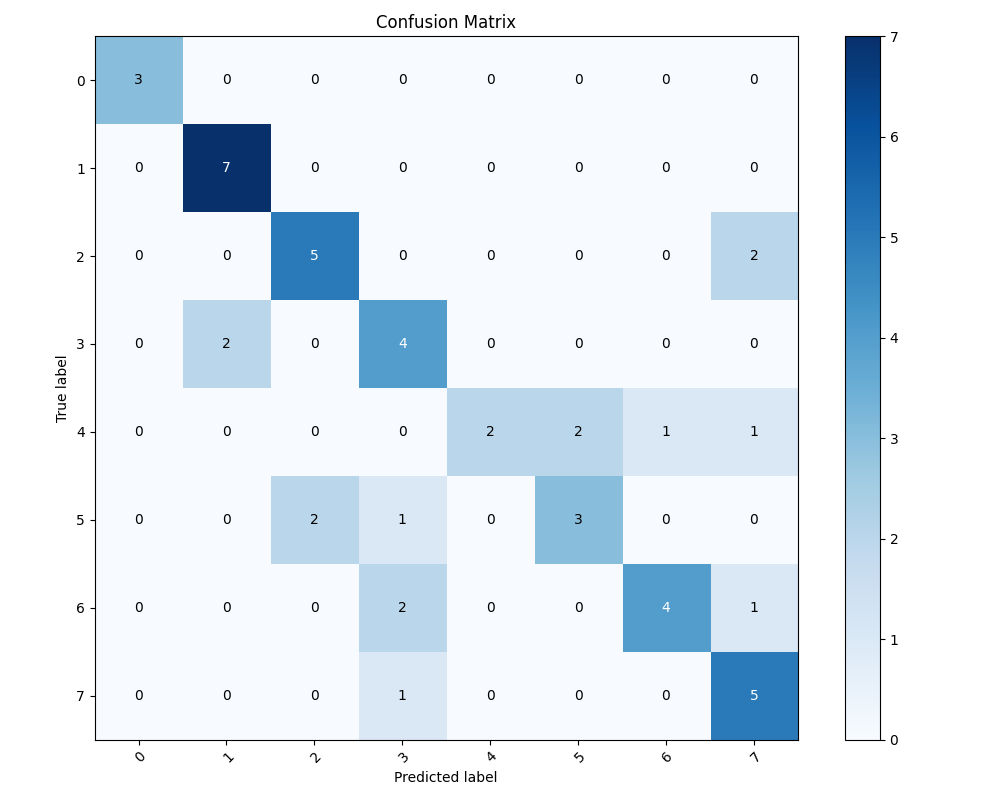 Confusion Matrix
0 3 0 0 0 0 0 0 0
1 0 7 0 0 0 0 0 0
2 0 0 5 0 0 0 0 2
3 0 2 0 4 0 0 0 0
4 0 0 0 0 2 2 1 1
5 0 0 2 1 0 3 0 0
6 0 0 0 2 0 0 4 1
7 0 0 0 1 0 0 0 5
0 1 2 3 4 5 6 7
Predicted label
True label
7
6
5
4
3
2
1
0